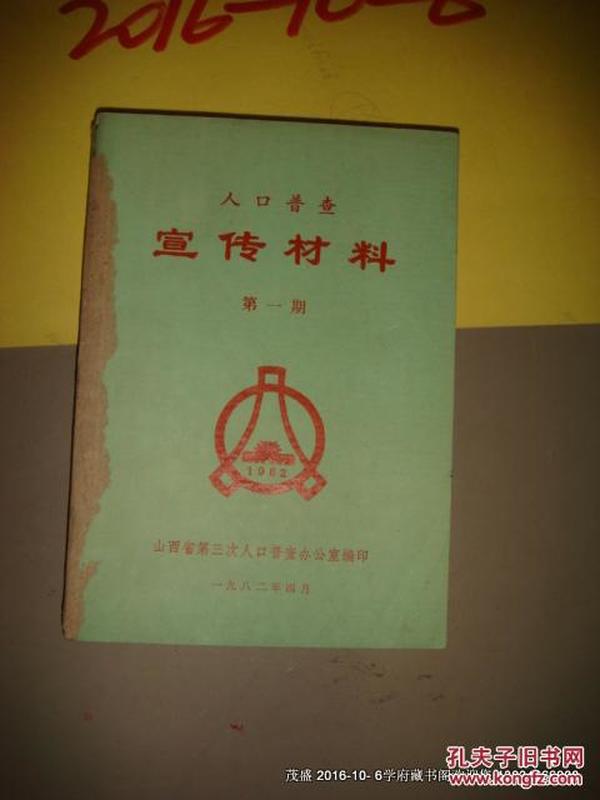 2016-10-6
人口普查
宣传材料
第一期
1982
山西省第三次人口普查办公室编印
一九八二年四月
孔夫子旧书网
www.kongfz.com
茂盛 2016-10- 6学府藏书阁